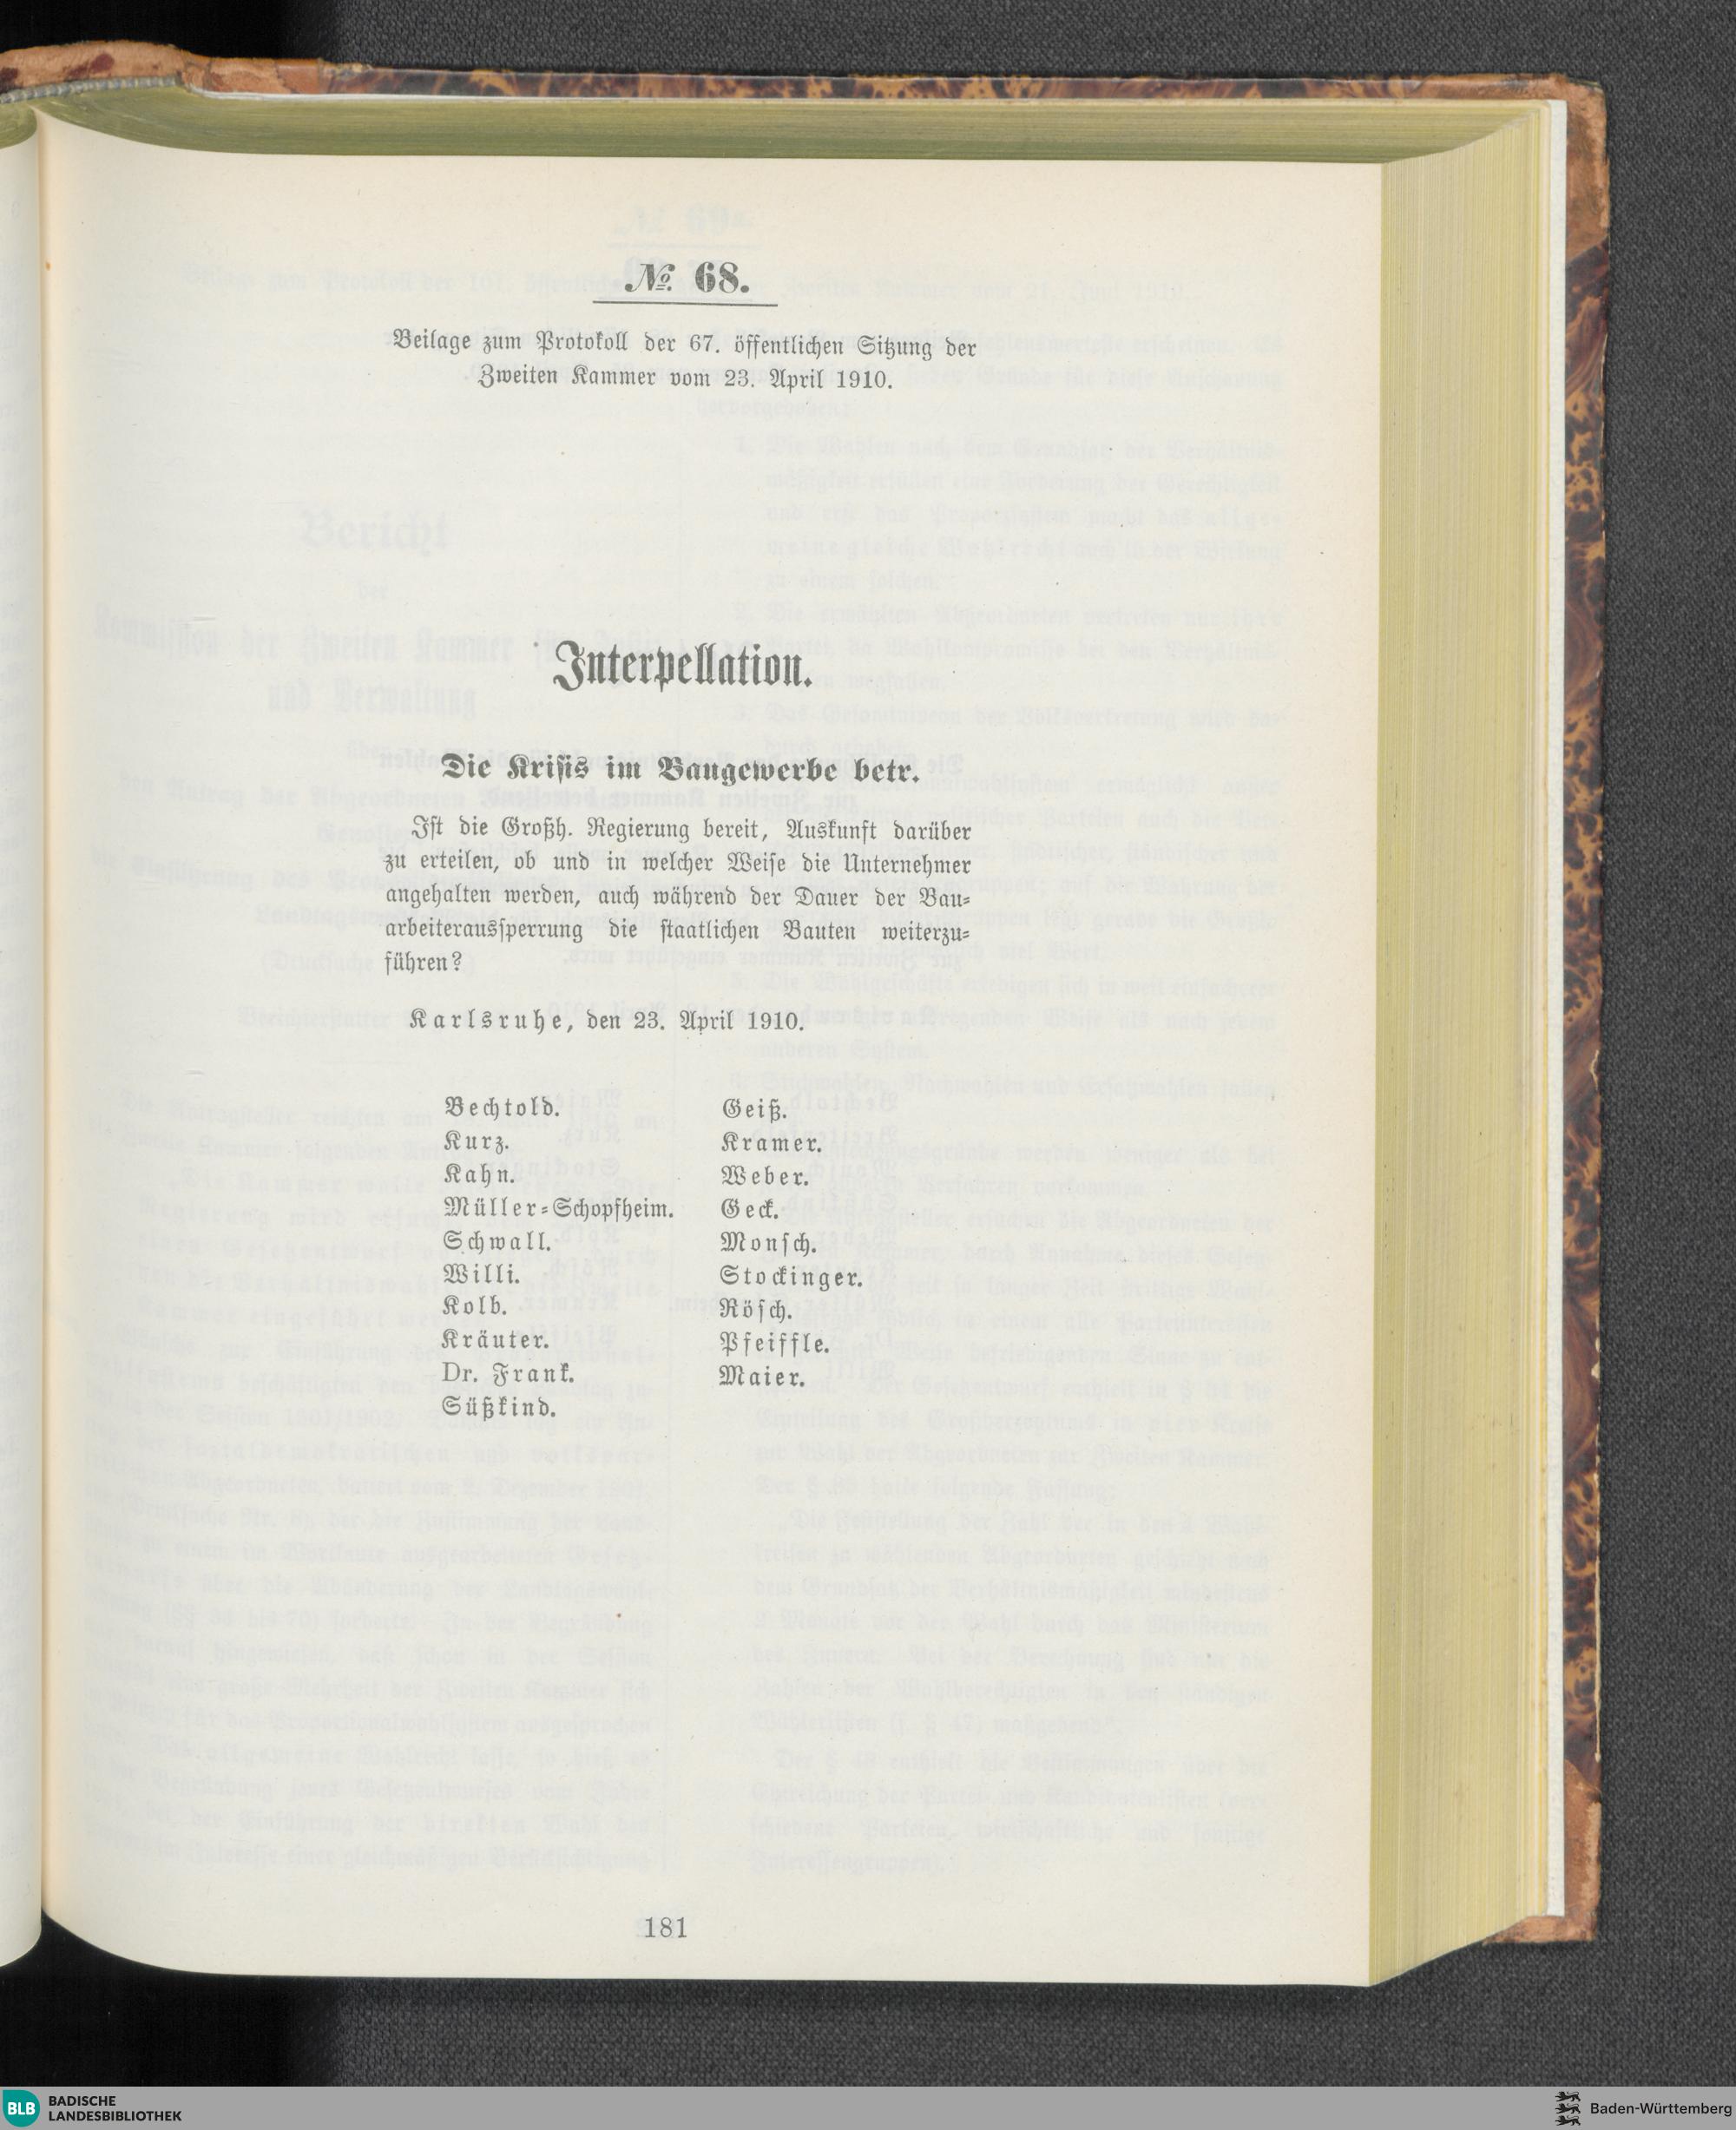 № 68.
Beilage zum Protokoll der 67. öffentlichen Sitzung der
Zweiten Kammer vom 23. April 1910.
Interpellation.
Die Krisis im Baugewerbe betr.
Ist die Großh. Regierung bereit, Auskunft darüber
zu erteilen, ob und in welcher Weise die Unternehmer
angehalten werden, auch während der Dauer der Bau-
arbeiteraussperrung die staatlichen Bauten weiterzu-
führen?
Karlsruhe, den 23. April 1910.
Bechtold.
Kurz.
Kahn.
Müller-Schopfheim.
Schwall.
Willi.
Kolb.
Kräuter.
Dr. Frank.
Süßkind.
Geiß.
Kramer.
Weber.
Geck.
Monsch.
Stockinger.
Rösch.
Pfeiffle.
Maier.
181
BLB BADISCHE
LANDESBIBLIOTHEK
Baden-Württemberg